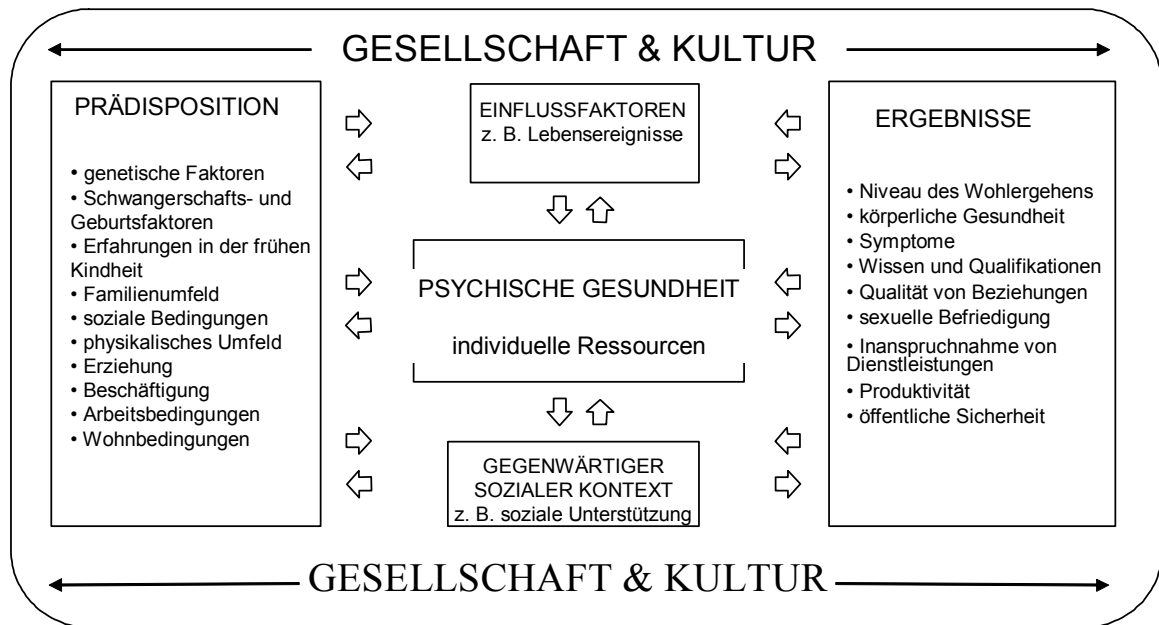 GESELLSCHAFT & KULTUR
PRÄDISPOSITION
• genetische Faktoren
• Schwangerschafts- und
Geburtsfaktoren
• Erfahrungen in der frühen
Kindheit
• Familienumfeld
• soziale Bedingungen
• physikalisches Umfeld
• Erziehung
• Beschäftigung
• Arbeitsbedingungen
• Wohnbedingungen
EINFLUSSFAKTOREN
z. B. Lebensereignisse
PSYCHISCHE GESUNDHEIT
individuelle Ressourcen
GEGENWÄRTIGER
SOZIALER KONTEXT
z. B. soziale Unterstützung
ERGEBNISSE
• Niveau des Wohlergehens
• körperliche Gesundheit
• Symptome
• Wissen und Qualifikationen
• Qualität von Beziehungen
• sexuelle Befriedigung
• Inanspruchnahme von
Dienstleistungen
• Produktivität
• öffentliche Sicherheit
GESELLSCHAFT & KULTUR